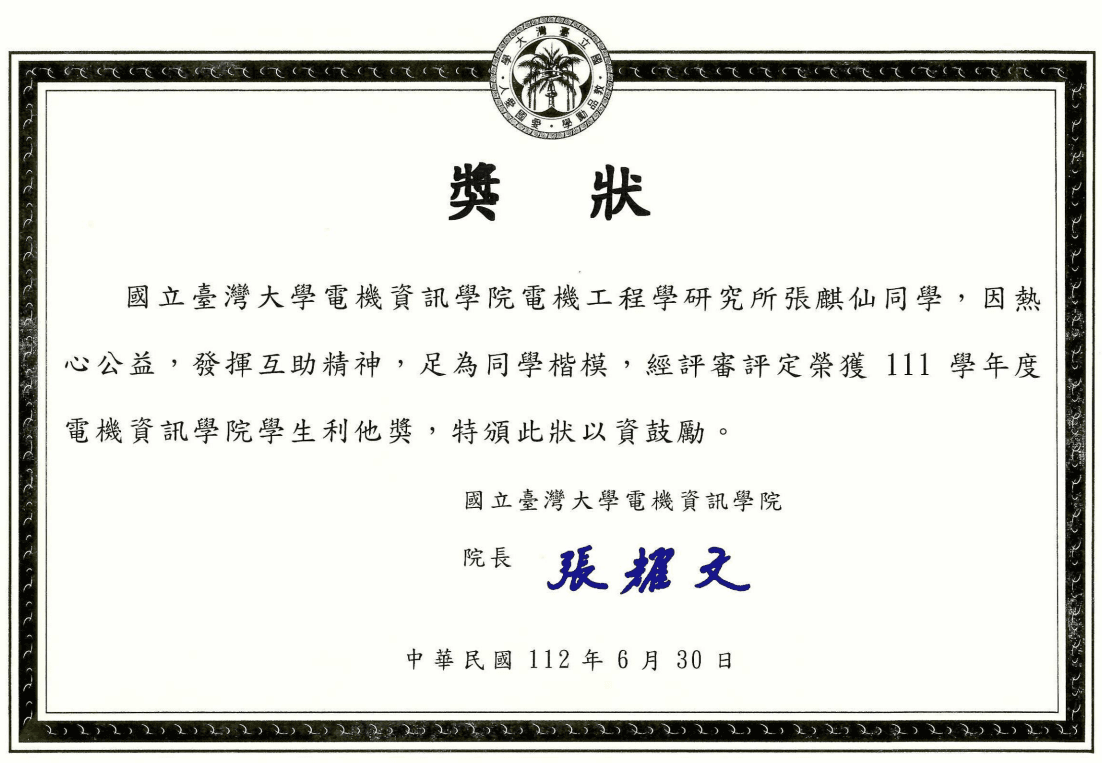 國立臺灣大學
勵學・愛國・愛人
獎 狀
國立臺灣大學電機資訊學院電機工程學研究所張麒仙同學，因熱
心公益，發揮互助精神，足為同學楷模，經評審評定榮獲 111 學年度
電機資訊學院學生利他獎，特頒此狀以資鼓勵。
國立臺灣大學電機資訊學院
院長 張耀文
中華民國 112 年 6 月 30 日